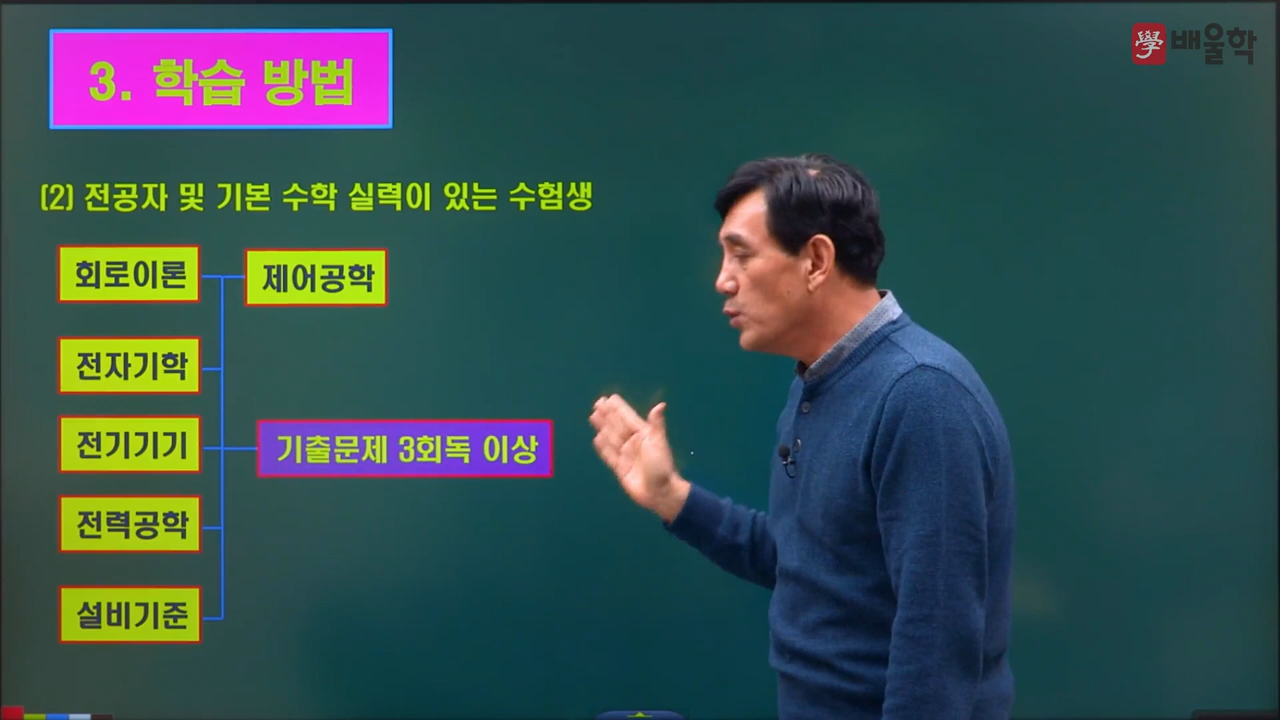 學 배울학
3. 학습 방법
(2) 전공자 및 기본 수학 실력이 있는 수험생
회로이론
제어공학
전자기학
전기기기
기출문제 3회독 이상
전력공학
설비기준